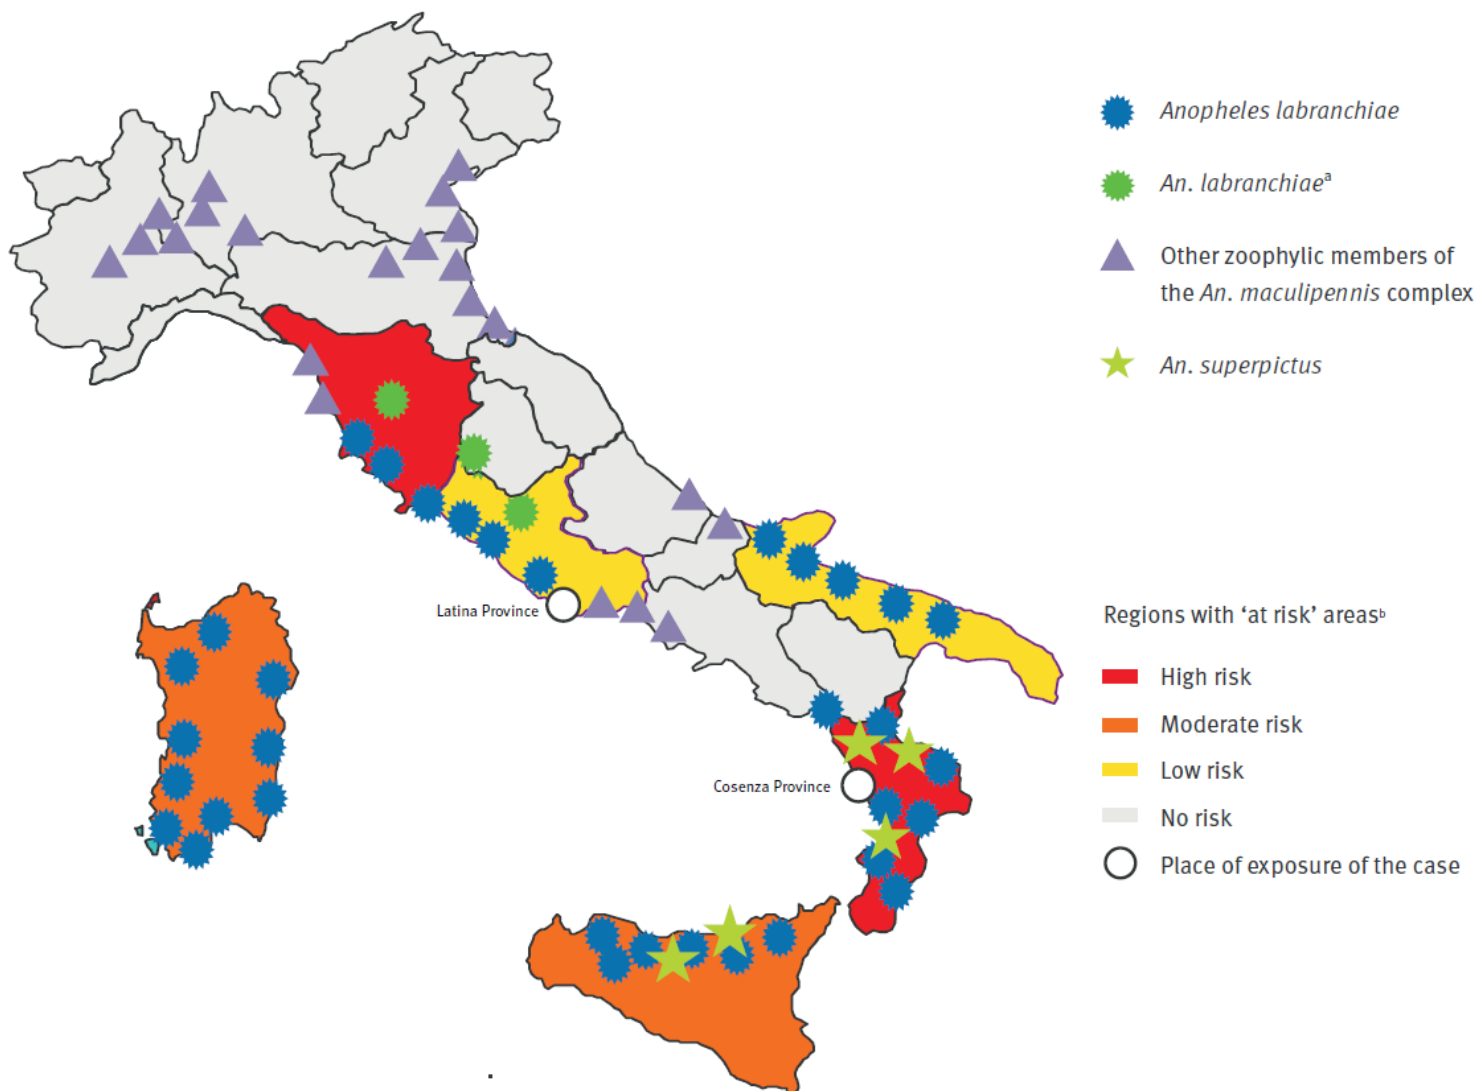 Anopheles labranchiae
An. labranchiaeᵃ
Other zoophylic members of
the An. maculipennis complex
An. superpictus
Latina Province
Cosenza Province
Regions with ‘at risk’ areasᵇ
High risk
Moderate risk
Low risk
No risk
Place of exposure of the case